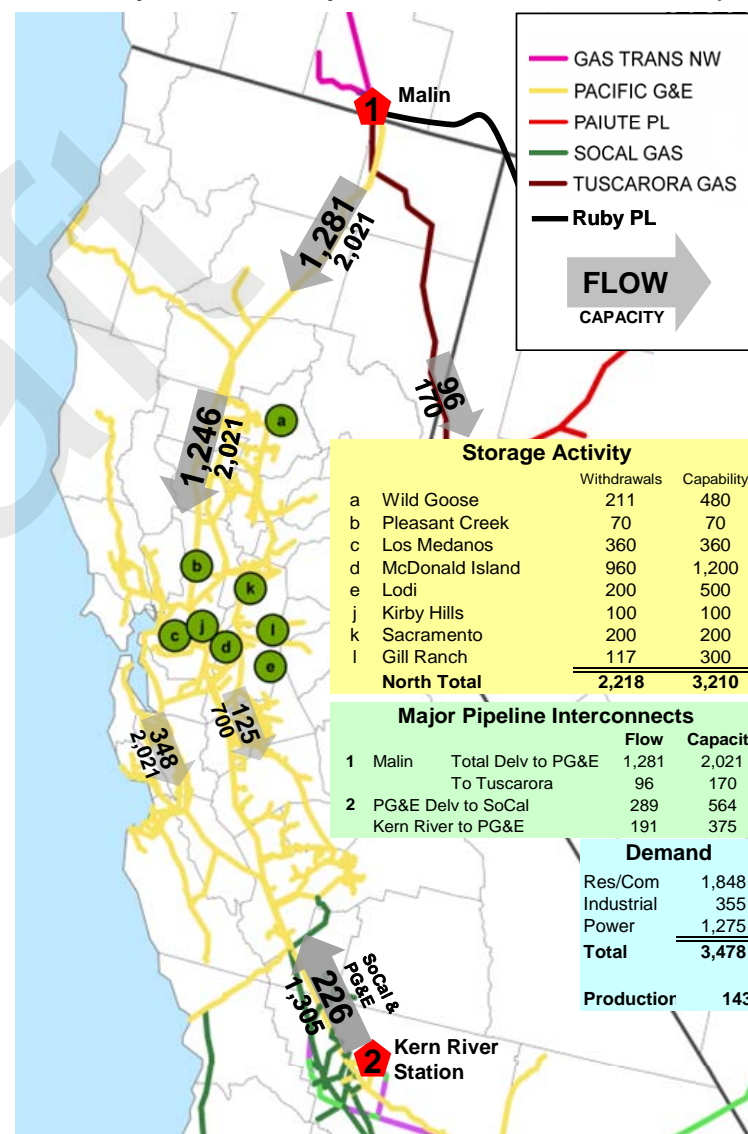 Malin
1
GAS TRANS NW
PACIFIC G&E
PAIUTE PL
SOCAL GAS
TUSCARORA GAS
Ruby PL
FLOW
CAPACITY
1,281
2,021
96
170
1,246
2,021
a
b
k
c
j
d
l
e
Storage Activity
Withdrawals Capability
a Wild Goose 211 480
b Pleasant Creek 70 70
c Los Medanos 360 360
d McDonald Island 960 1,200
e Lodi 200 500
j Kirby Hills 100 100
k Sacramento 200 200
l Gill Ranch 117 300
North Total 2,218 3,210
348
2,021
125
700
Major Pipeline Interconnects
Flow Capacit
1 Malin Total Delv to PG&E 1,281 2,021
To Tuscarora 96 170
2 PG&E Delv to SoCal 289 564
Kern River to PG&E 191 375
Demand
Res/Com 1,848
Industrial 355
Power 1,275
Total 3,478
Production 143
226
1,305
SoCal &
PG&E
2
Kern River
Station